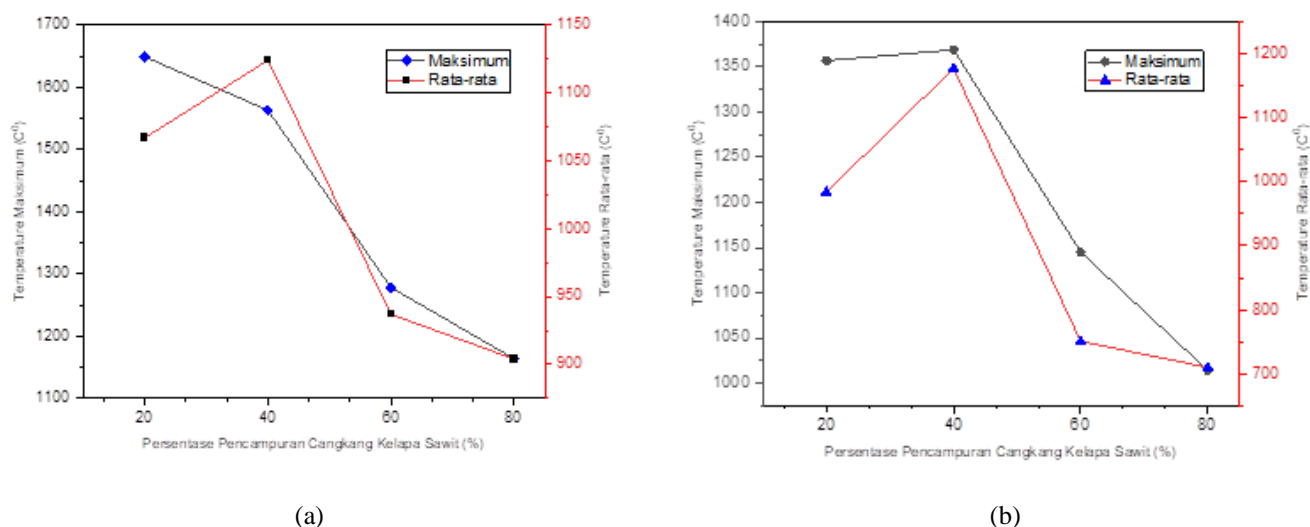 1700
1600
1500
1400
1300
1200
1100
Temperature Maksimum (C⁰)
Maksimum
Rata-rata
1150
1100
1050
1000
950
900
Temperature Rata-rata (C⁰)
20 40 60 80
Persentase Pencampuran Cangkang Kelapa Sawit (%)
(a)
1400
1350
1300
1250
1200
1150
1100
1050
1000
Temperature Maksimum (C⁰)
Maksimum
Rata-rata
1200
1100
1000
900
800
700
Temperature Rata-rata (C⁰)
20 40 60 80
Persentase Pencampuran Cangkang Kelapa Sawit (%)
(b)